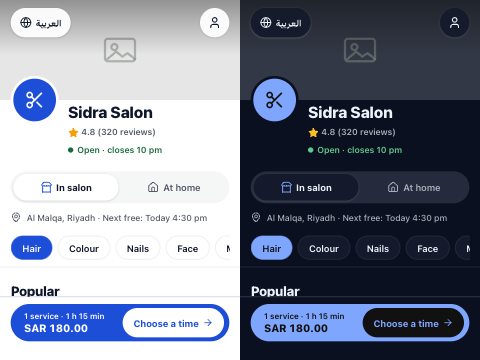 العربية
Sidra Salon
4.8 (320 reviews)
Open · closes 10 pm
In salon
At home
Al Malqa, Riyadh · Next free: Today 4:30 pm
Hair
Colour
Nails
Face
Popular
1 service · 1 h 15 min
SAR 180.00
Choose a time
العربية
Sidra Salon
4.8 (320 reviews)
Open · closes 10 pm
In salon
At home
Al Malqa, Riyadh · Next free: Today 4:30 pm
Hair
Colour
Nails
Face
Popular
1 service · 1 h 15 min
SAR 180.00
Choose a time